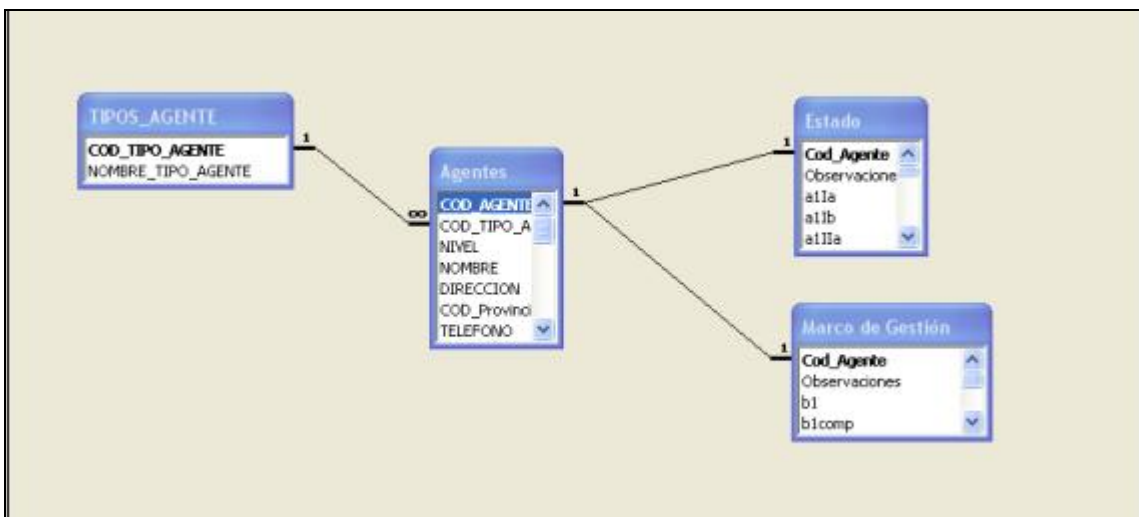 TIPOS_AGENTE
COD_TIPO_AGENTE
NOMBRE_TIPO_AGENTE
1
∞
Agentes
COD_AGENTE
COD_TIPO_A
NIVEL
NOMBRE
DIRECCION
COD_Provinci
TELEFONO
1
1
Estado
Cod_Agente
Observacione
a1Ia
a1Ib
a1IIa
1
Marco de Gestión
Cod_Agente
Observaciones
b1
b1comp